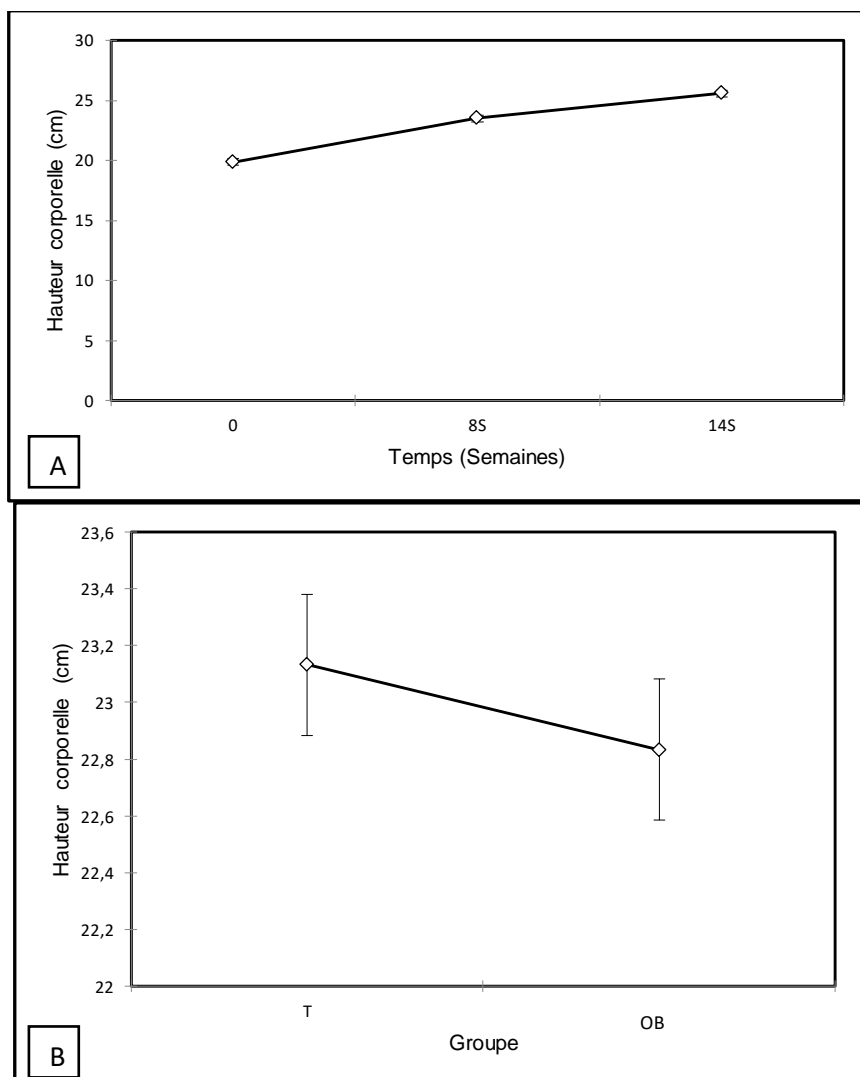 30
25
20
15
10
5
0
Hauteur corporelle (cm)
0 8S 14S
Temps (Semaines)
A
23,6
23,4
23,2
23
22,8
22,6
22,4
22,2
22
Hauteur corporelle (cm)
T OB
Groupe
B